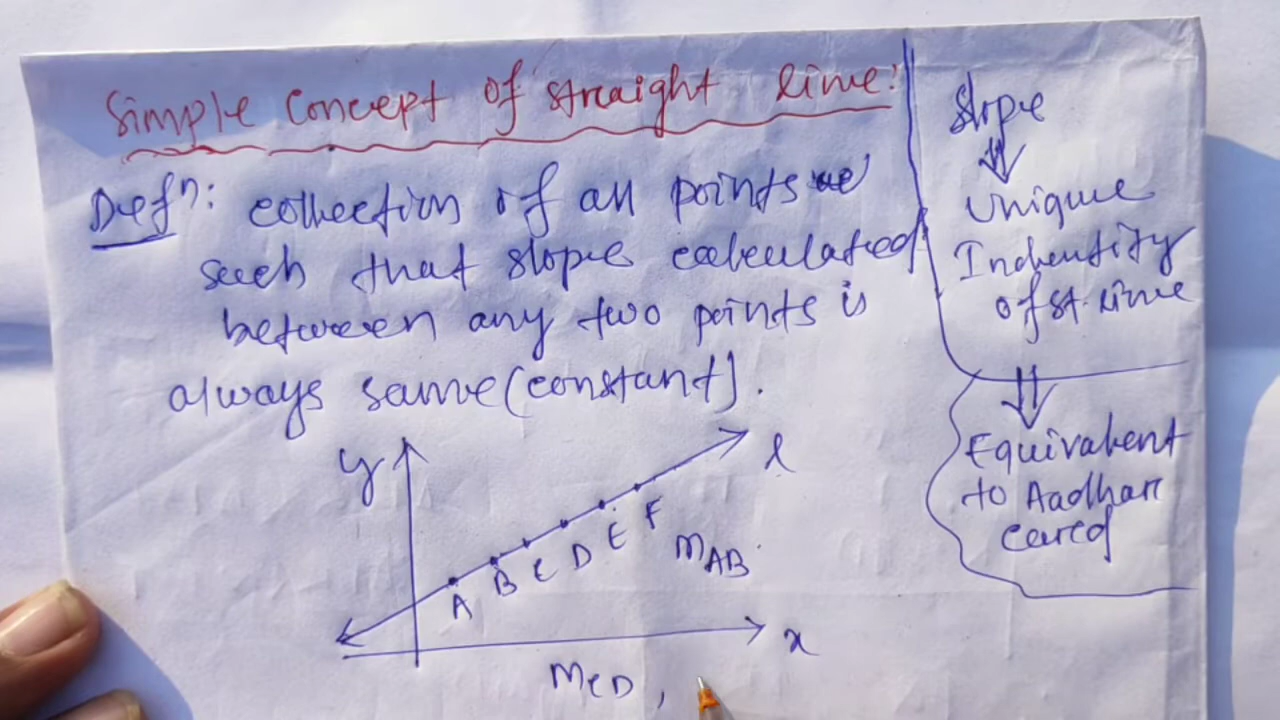 Simple Concept of straight line:
Defn: collection of all points
such that slope calculated
between any two points is
always same (constant).
y
l
A B C D E F
mAB
x
mCD,
Slope
Unique
Indentity
of st. line
Equivalent
to Aadhar
card